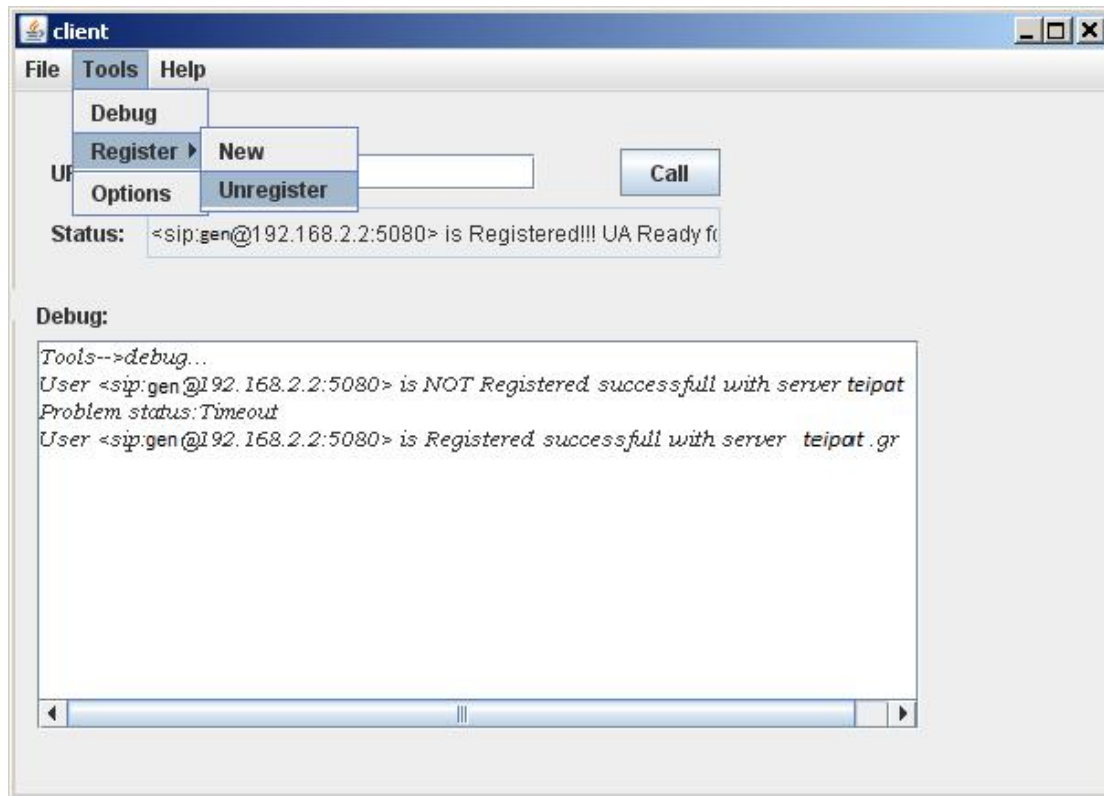 client
File Tools Help
Debug
Register New
UR
Call
Options Unregister
Status: <sip:gen@192.168.2.2:5080> is Registered!!! UA Ready fo
Debug:
Tools-->debug...
User <sip:gen@192.168.2.2:5080> is NOT Registered successfull with server teipat
Problem status:Timeout
User <sip:gen@192.168.2.2:5080> is Registered successfull with server teipat .gr